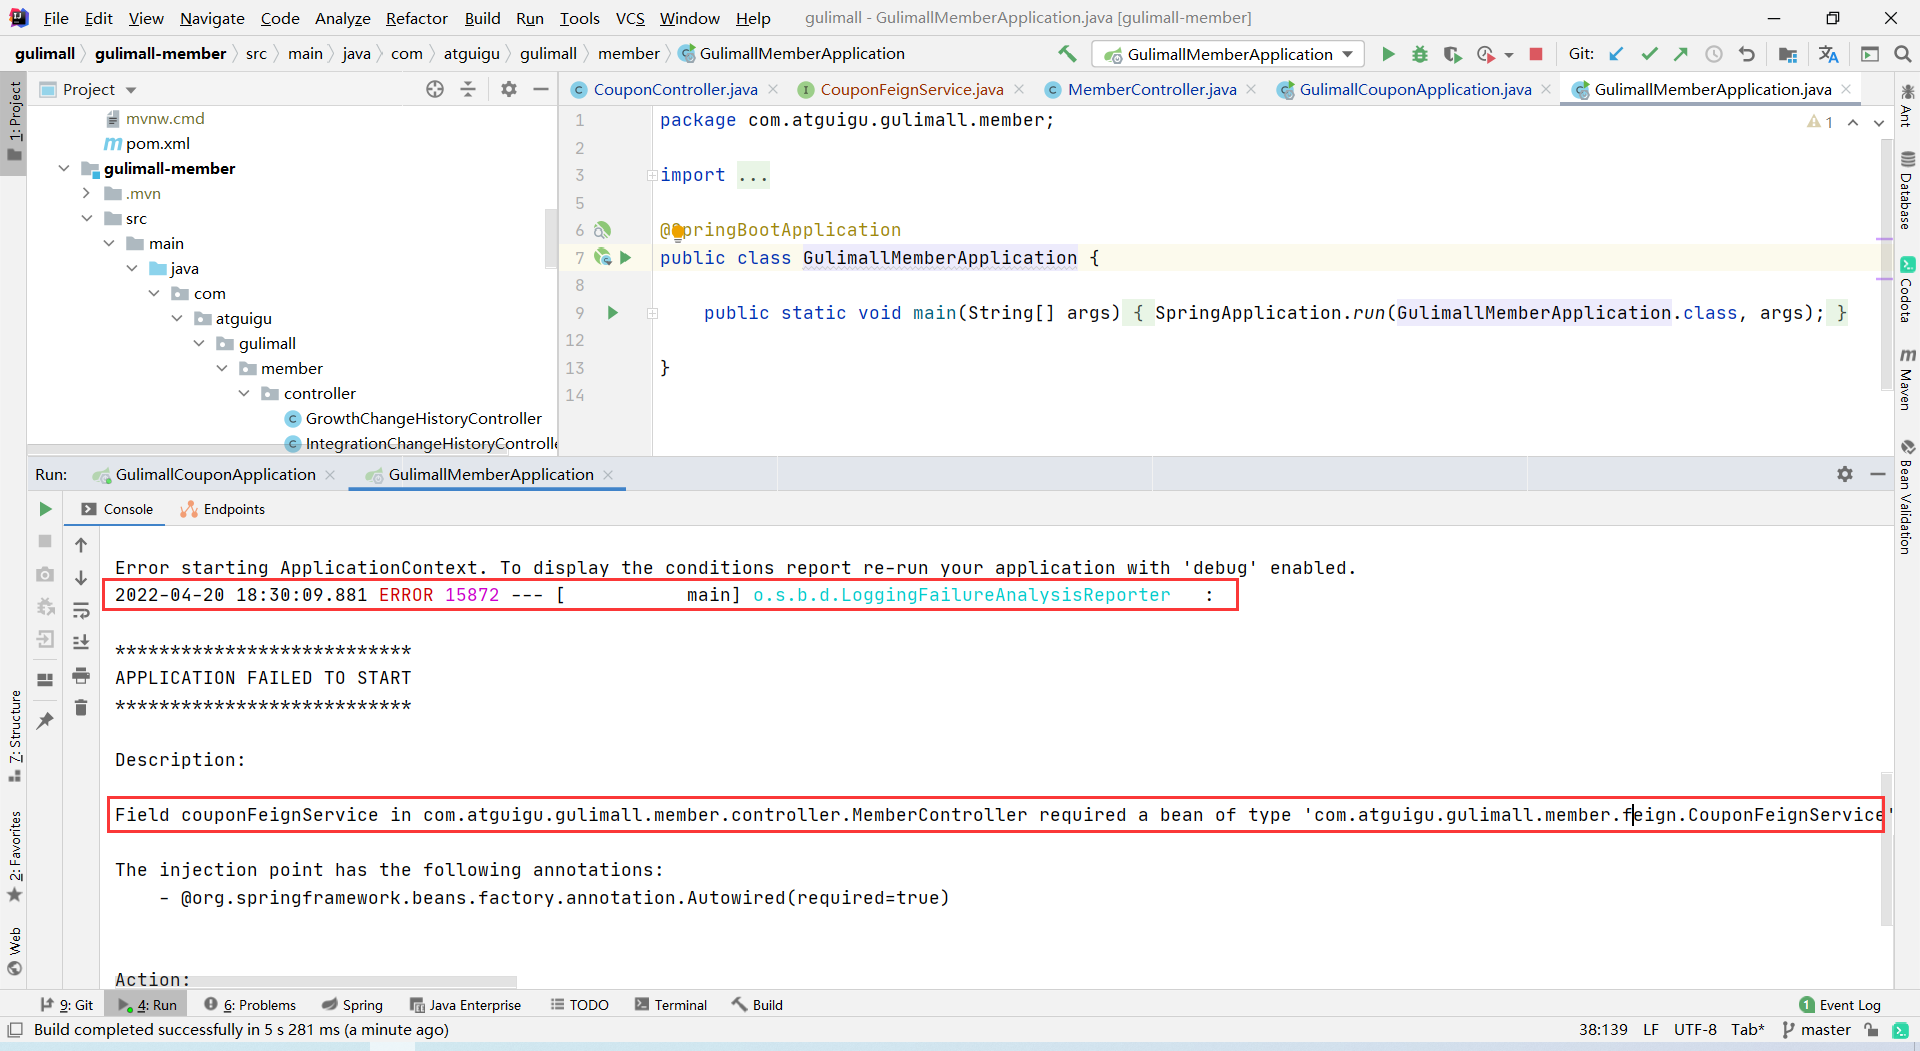 File Edit View Navigate Code Analyze Refactor Build Run Tools VCS Window Help gulimall - GulimallMemberApplication.java [gulimall-member]
gulimall gulimall-member src main java com atguigu gulimall member GulimallMemberApplication GulimallMemberApplication Git:
1: Project
Project
CouponController.java CouponFeignService.java MemberController.java GulimallCouponApplication.java GulimallMemberApplication.java
mvnw.cmd
pom.xml
gulimall-member
.mvn
src
main
java
com
atguigu
gulimall
member
controller
GrowthChangeHistoryController
IntegrationChangeHistoryControlle
1 package com.atguigu.gulimall.member;
2
3 import ...
5
6 @SpringBootApplication
7 public class GulimallMemberApplication {
8
9 public static void main(String[] args) { SpringApplication.run(GulimallMemberApplication.class, args); }
12
13 }
14
1
Ant
Database
Codota
Maven
Bean Validation
Run: GulimallCouponApplication GulimallMemberApplication
Console Endpoints
Error starting ApplicationContext. To display the conditions report re-run your application with 'debug' enabled.
2022-04-20 18:30:09.881 ERROR 15872 --- [           main] o.s.b.d.LoggingFailureAnalysisReporter   :
***************************
APPLICATION FAILED TO START
***************************
Description:
Field couponFeignService in com.atguigu.gulimall.member.controller.MemberController required a bean of type 'com.atguigu.gulimall.member.feign.CouponFeignService'
The injection point has the following annotations:
- @org.springframework.beans.factory.annotation.Autowired(required=true)
Action:
7: Structure
2: Favorites
Web
9: Git 4: Run 6: Problems Spring Java Enterprise TODO Terminal Build 1 Event Log
Build completed successfully in 5 s 281 ms (a minute ago) 38:139 LF UTF-8 Tab* master